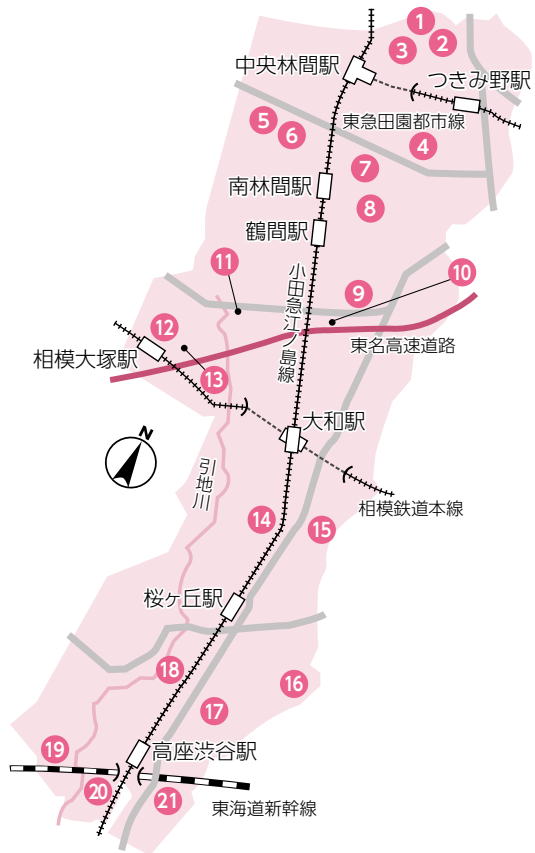 1
2
3
中央林間駅
つきみ野駅
東急田園都市線
4
5
6
7
南林間駅
8
鶴間駅
11
10
9
小田急江ノ島線
12
東名高速道路
相模大塚駅
13
大和駅
N
引地川
相模鉄道本線
14
15
桜ヶ丘駅
18
16
17
19
高座渋谷駅
20
21
東海道新幹線